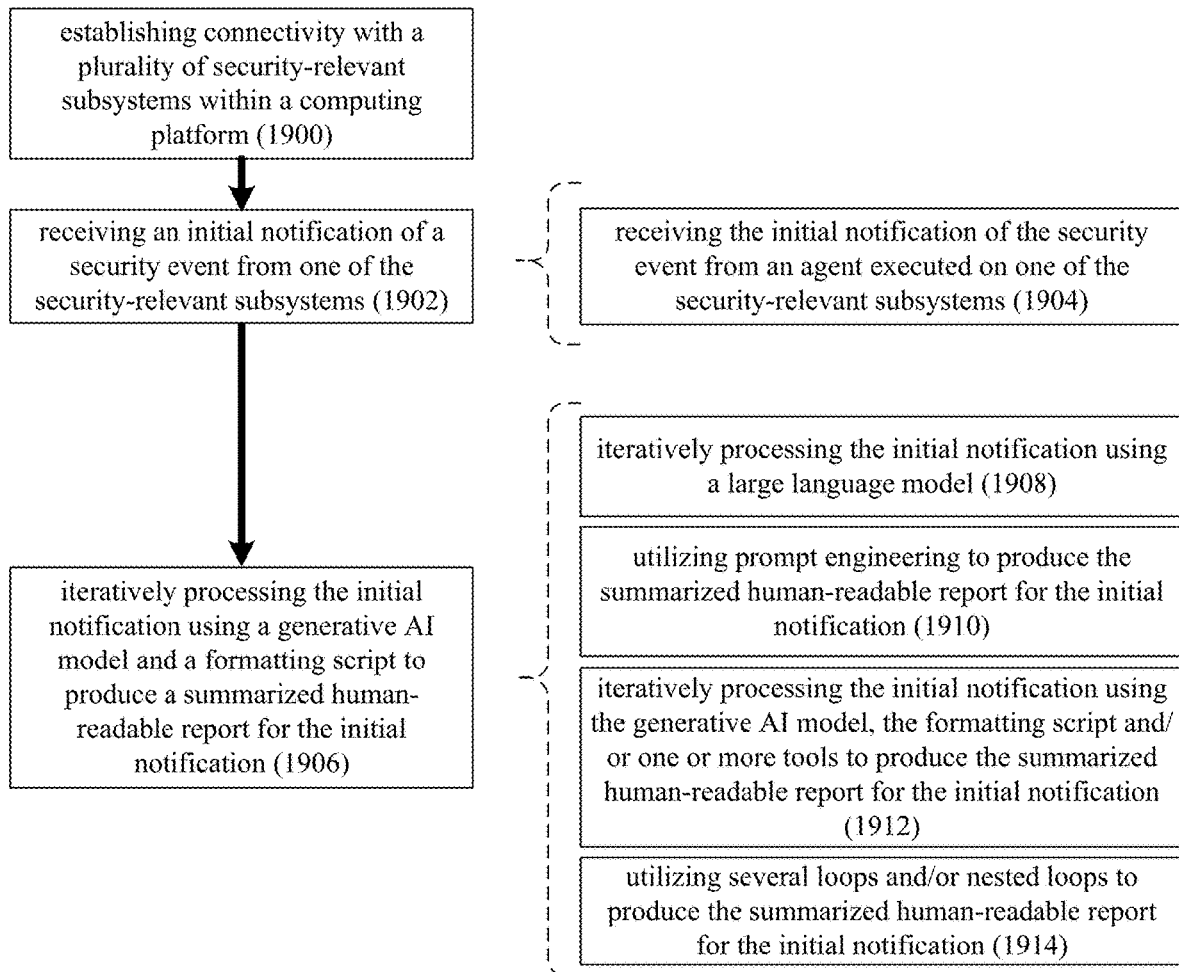 establishing connectivity with a
plurality of security-relevant
subsystems within a computing
platform (1900)
receiving an initial notification of a
security event from one of the
security-relevant subsystems (1902)
receiving the initial notification of the security
event from an agent executed on one of the
security-relevant subsystems (1904)
iteratively processing the initial
notification using a generative AI
model and a formatting script to
produce a summarized human-
readable report for the initial
notification (1906)
iteratively processing the initial notification using
a large language model (1908)
utilizing prompt engineering to produce the
summarized human-readable report for the initial
notification (1910)
iteratively processing the initial notification using
the generative AI model, the formatting script and/
or one or more tools to produce the summarized
human-readable report for the initial notification
(1912)
utilizing several loops and/or nested loops to
produce the summarized human-readable report
for the initial notification (1914)